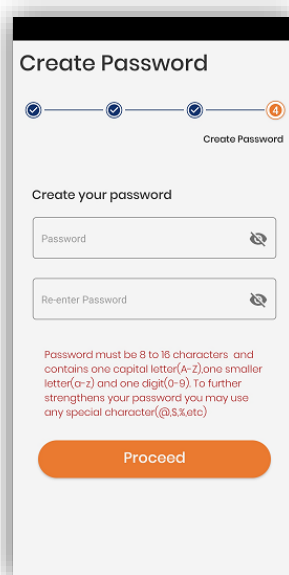 Create Password
4
Create Password
Create your password
Password
Re-enter Password
Password must be 8 to 16 characters and
contains one capital letter(A-Z),one smaller
letter(a-z) and one digit(0-9). To further
strengthens your password you may use
any special character(@,$,%,etc)
Proceed